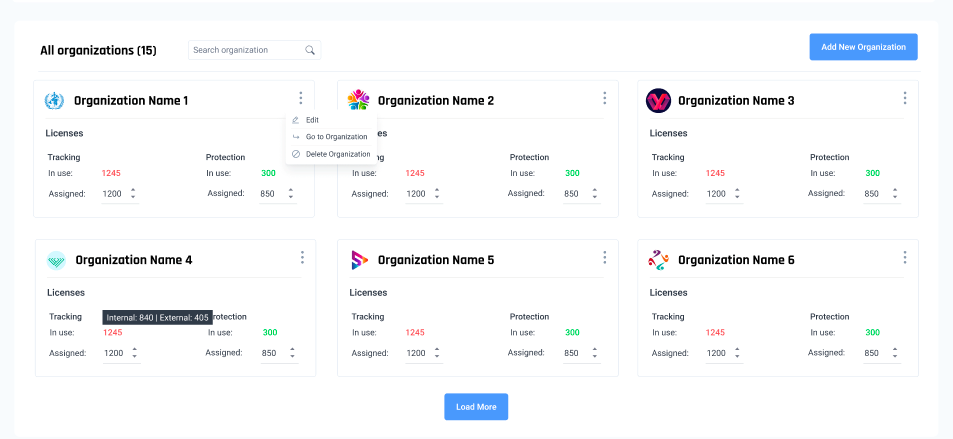 All organizations (15)
Search organization
Add New Organization
Organization Name 1
Organization Name 2
Organization Name 3
Edit
Go to Organization
Delete Organization
Licenses
Tracking
Protection
In use: 1245
In use: 300
Assigned: 1200
Assigned: 850
es
Protection
In use: 1245
In use: 300
Assigned: 1200
Assigned: 850
Licenses
Tracking
Protection
In use: 1245
In use: 300
Assigned: 1200
Assigned: 850
Organization Name 4
Organization Name 5
Organization Name 6
Licenses
Tracking
Internal: 840 | External: 405
rotection
In use: 1245
In use: 300
Assigned: 1200
Assigned: 850
Licenses
Tracking
Protection
In use: 1245
In use: 300
Assigned: 1200
Assigned: 850
Licenses
Tracking
Protection
In use: 1245
In use: 300
Assigned: 1200
Assigned: 850
Load More